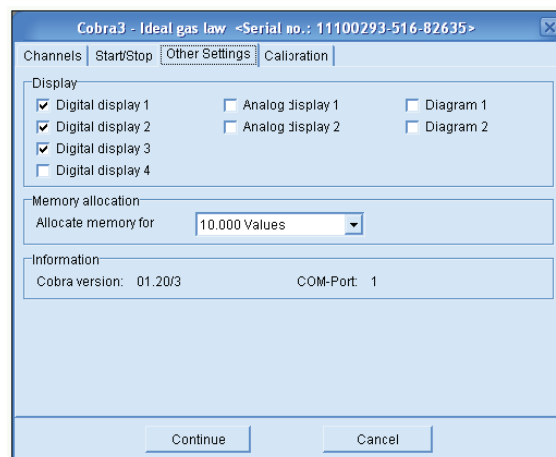 Cobra3 - Ideal gas law <Serial no.: 11100293-516-82635>
Channels Start/Stop Other Settings Calibration
Display
Digital display 1 Analog display 1 Diagram 1
Digital display 2 Analog display 2 Diagram 2
Digital display 3
Digital display 4
Memory allocation
Allocate memory for 10.000 Values
Information
Cobra version: 01.20/3 COM-Port: 1
Continue Cancel